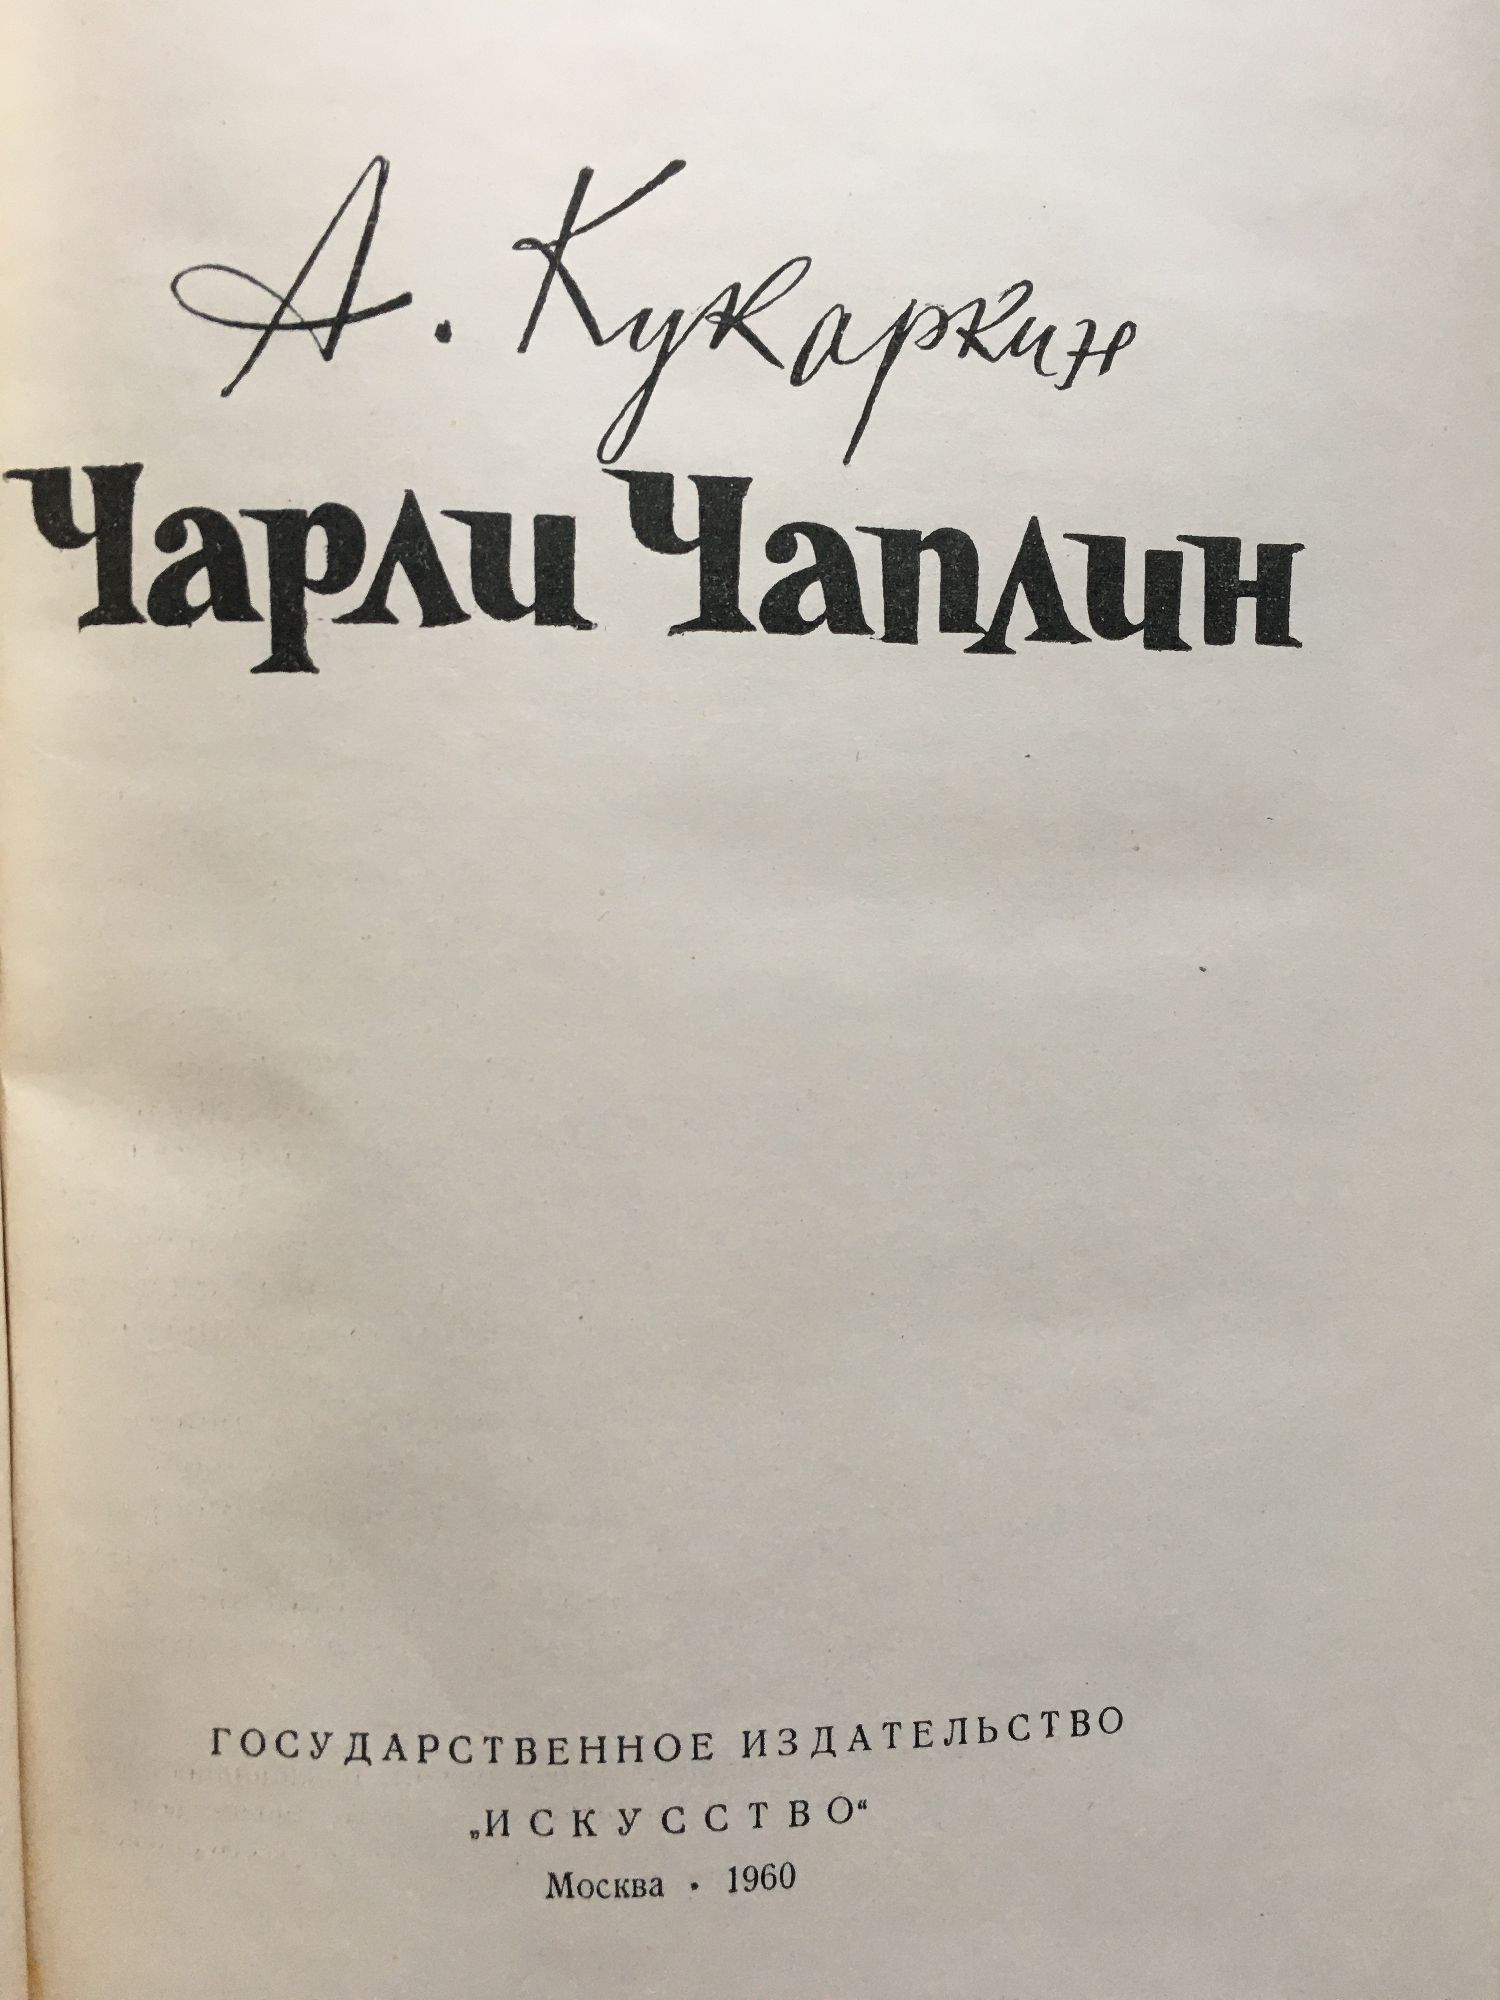 А. Кукаркин
Чарли Чаплин
ГОСУДАРСТВЕННОЕ ИЗДАТЕЛЬСТВО
„ИСКУССТВО“
Москва · 1960